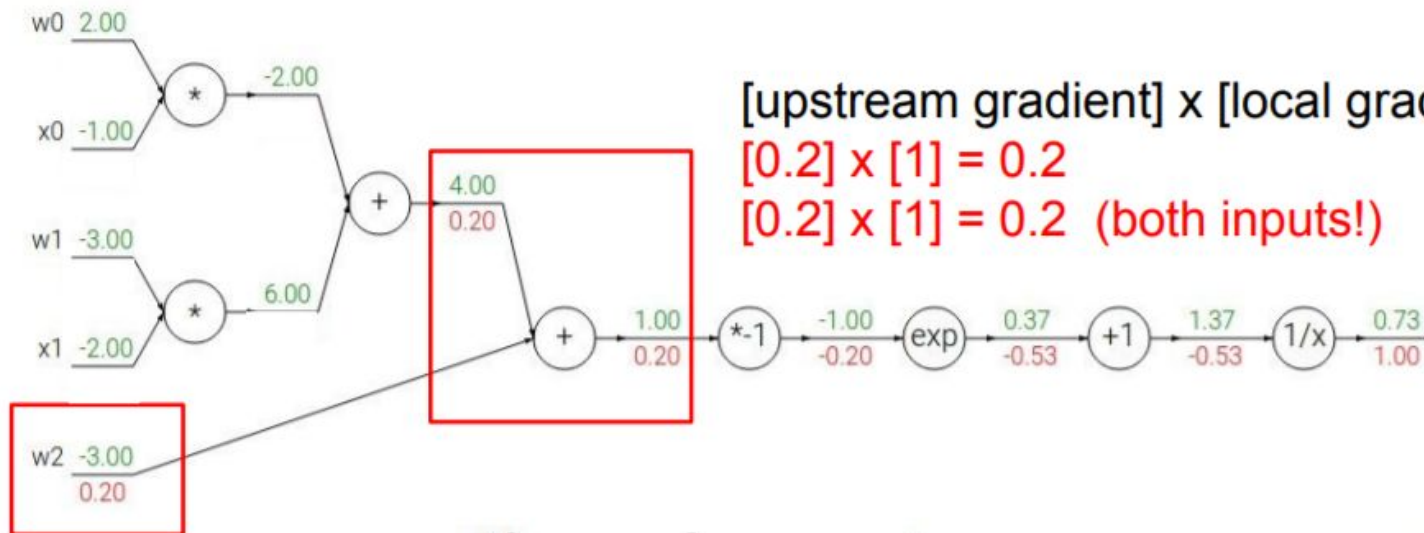 w0 2.00
-2.00
*
x0 -1.00
[upstream gradient] x [local
[0.2] x [1] = 0.2
[0.2] x [1] = 0.2 (both inputs!)
4.00
+
0.20
w1 -3.00
6.00
*
x1 -2.00
+ 1.00 *-1 -1.00 exp 0.37 +1 1.37 1/x 0.73
0.20 -0.20 -0.53 -0.53 1.00
w2 -3.00
0.20